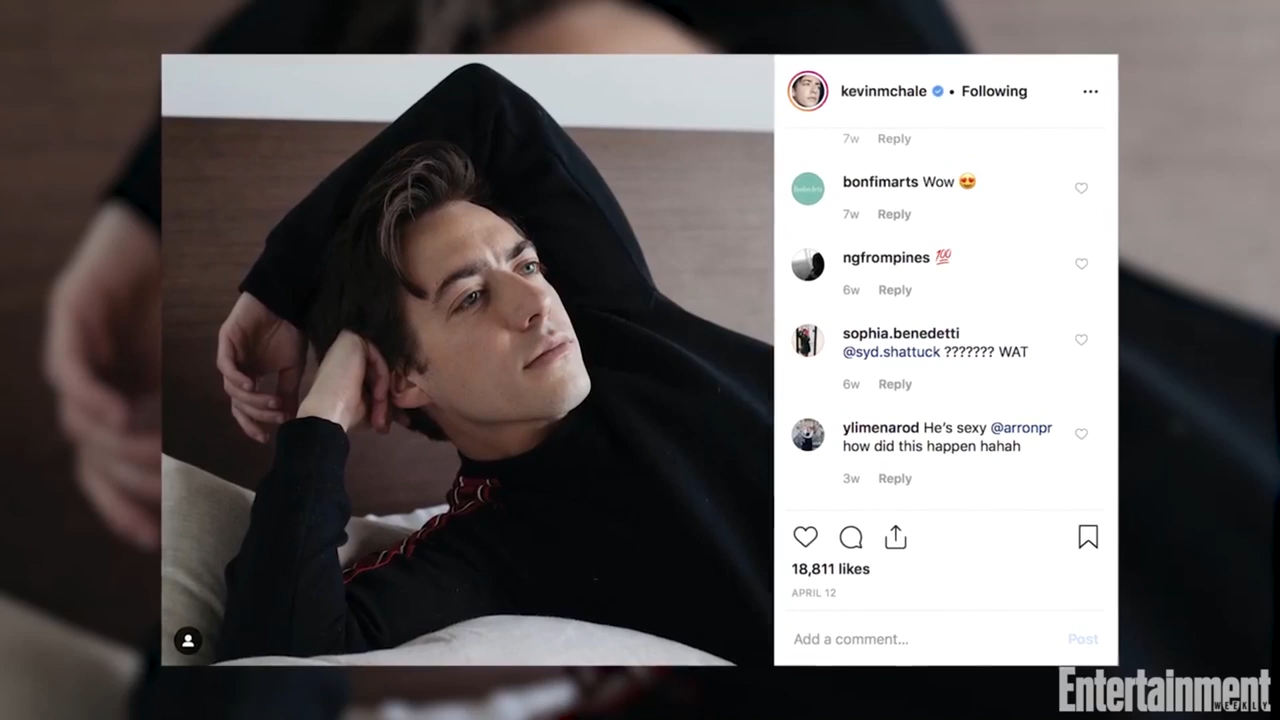 kevinmchale • Following
7w Reply
bonfimarts Wow 😍
7w Reply
ngfrompines 💯
6w Reply
sophia.benedetti
@syd.shattuck ??????? WAT
6w Reply
ylimenarod He's sexy @arronpr
how did this happen hahah
3w Reply
18,811 likes
APRIL 12
Add a comment... Post
Entertainment
WEEKLY